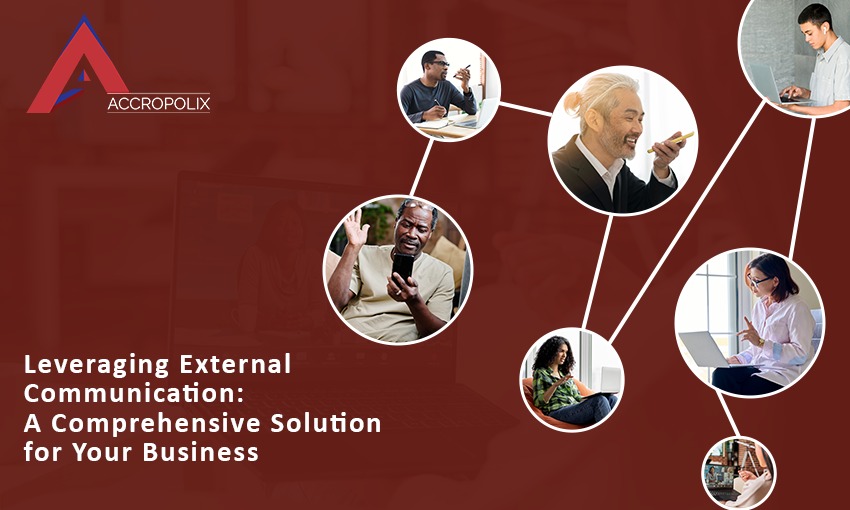 ACCROPOLIX
Leveraging External
Communication:
A Comprehensive Solution
for Your Business